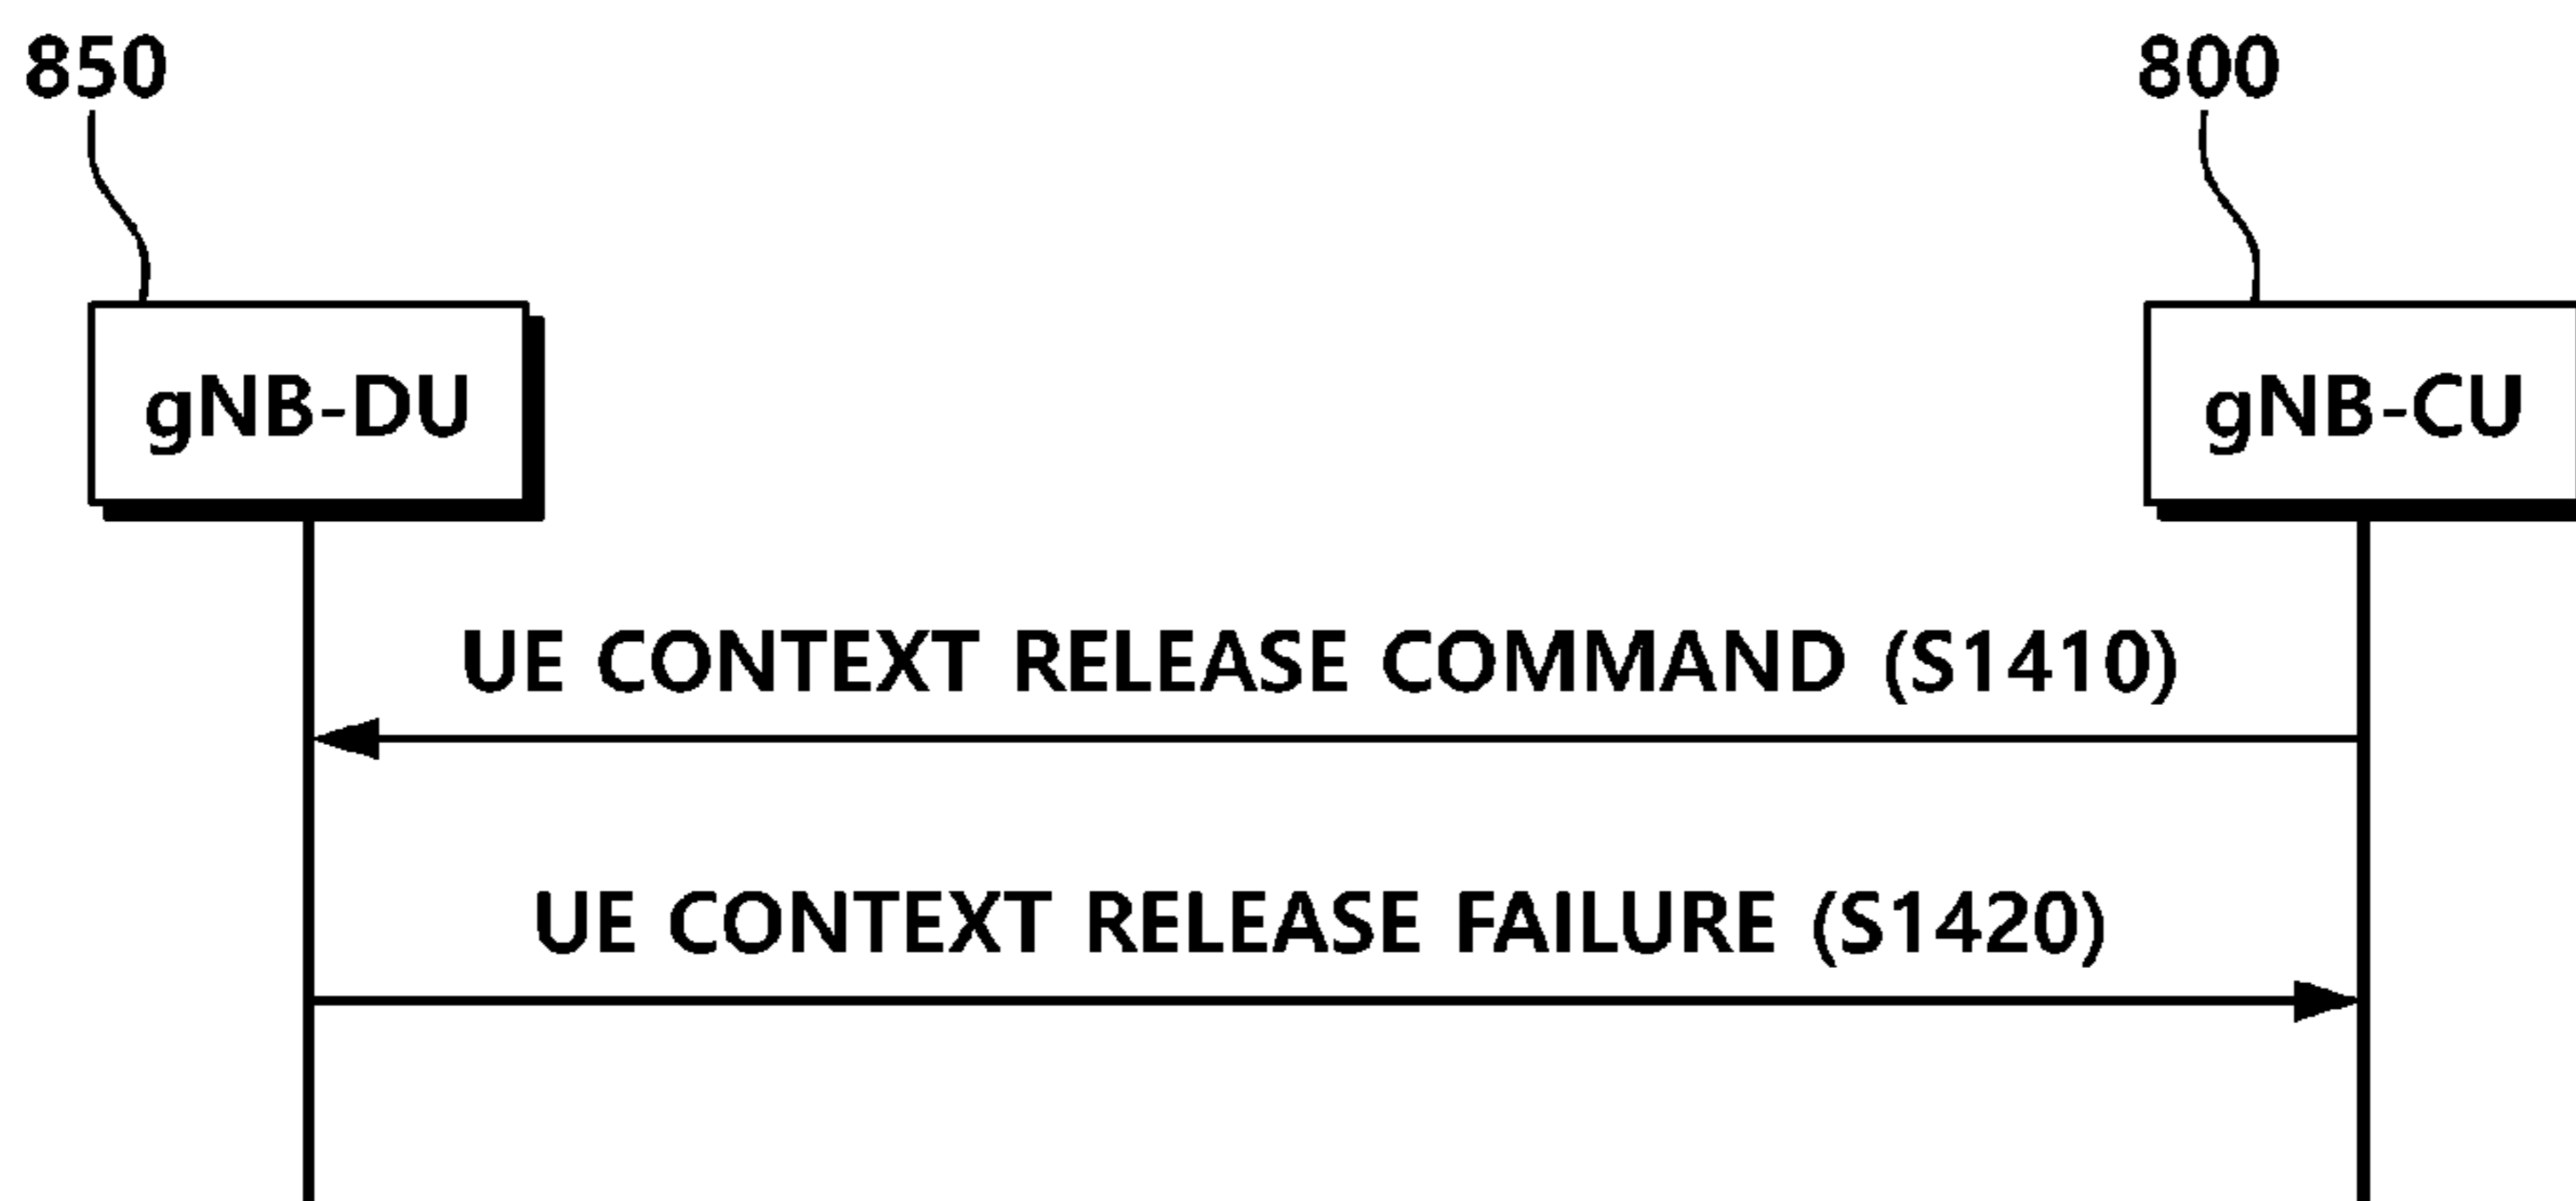 850
800
gNB-DU
gNB-CU
UE CONTEXT RELEASE COMMAND (S1410)
UE CONTEXT RELEASE FAILURE (S1420)